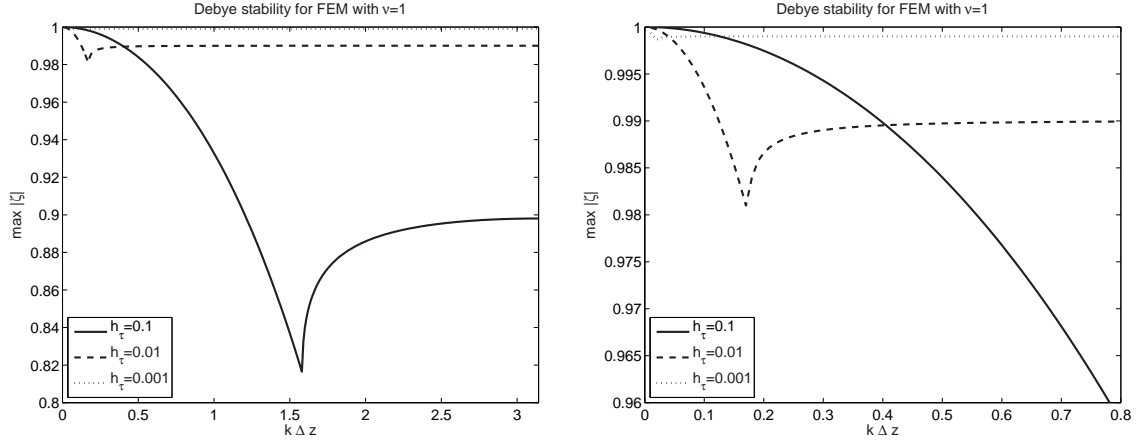 Debye stability for FEM with ν=1
max |ζ|
1
0.98
0.96
0.94
0.92
0.9
0.88
0.86
0.84
0.82
0.8
h_τ=0.1
h_τ=0.01
h_τ=0.001
0 0.5 1 1.5 2 2.5 3
k Δ z
Debye stability for FEM with ν=1
max |ζ|
1
0.995
0.99
0.985
0.98
0.975
0.97
0.965
0.96
h_τ=0.1
h_τ=0.01
h_τ=0.001
0 0.1 0.2 0.3 0.4 0.5 0.6 0.7 0.8
k Δ z